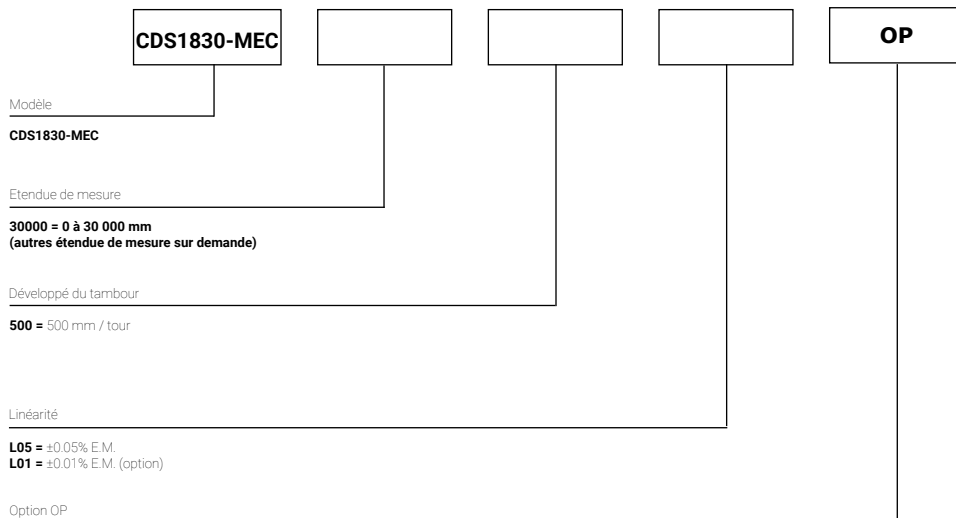 CDS1830-MEC
OP
Modèle
CDS1830-MEC
Etendue de mesure
30000 = 0 à 30 000 mm
(autres étendue de mesure sur demande)
Développé du tambour
500 = 500 mm / tour
Linéarité
L05 = ±0.05% E.M.
L01 = ±0.01% E.M. (option)
Option OP